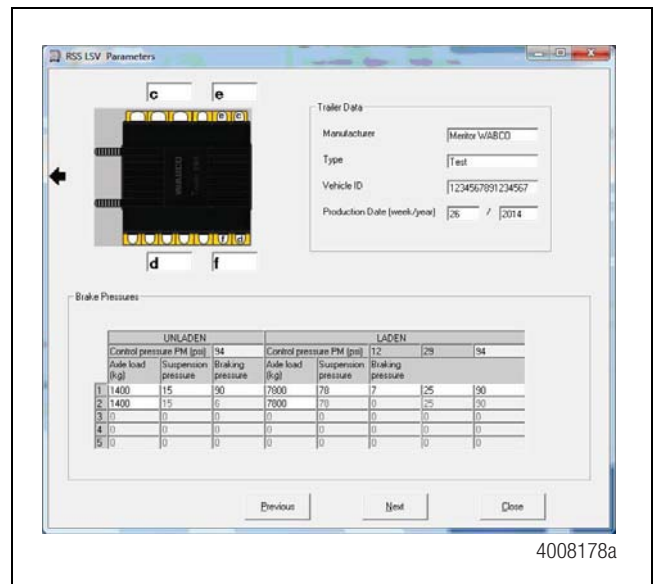 RSS LSV Parameters
c e
Trailer Data
Manufacturer Meritor WABCO
Type Test
Vehicle ID 1234567891234567
Production Date (week/year) 26 / 2014
e c
WABCO
f d
d f
Brake Pressures
UNLADEN LADEN
Control pressure PM (psi) 94 Control pressure PM (psi) 12 29 94
Axle load (kg) Suspension pressure Braking pressure Axle load (kg) Suspension pressure Braking pressure
1 1400 15 90 7800 78 7 25 90
2 1400 15 6 7800 78 0 25 90
3 0 0 0 0 0 0 0 0
4 0 0 0 0 0 0 0 0
5 0 0 0 0 0 0 0 0
Previous Next Close
4008178a